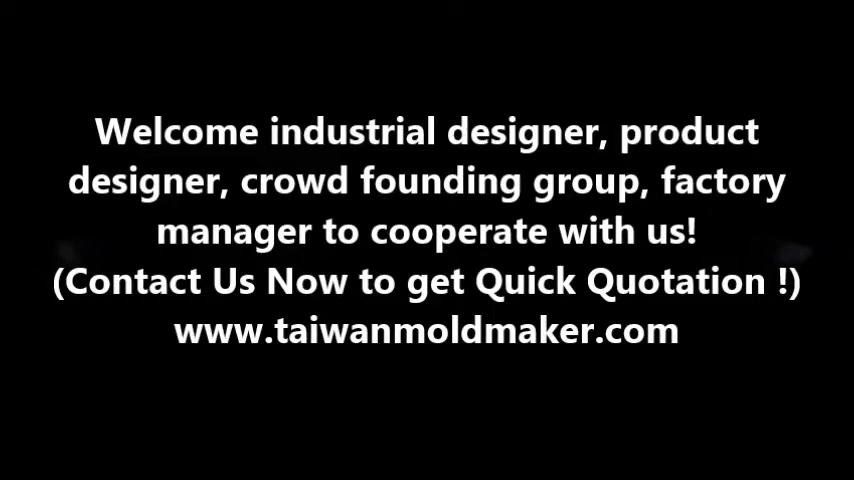 Welcome industrial designer, product
designer, crowd founding group, factory
manager to cooperate with us!
(Contact Us Now to get Quick Quotation !)
www.taiwanmoldmaker.com